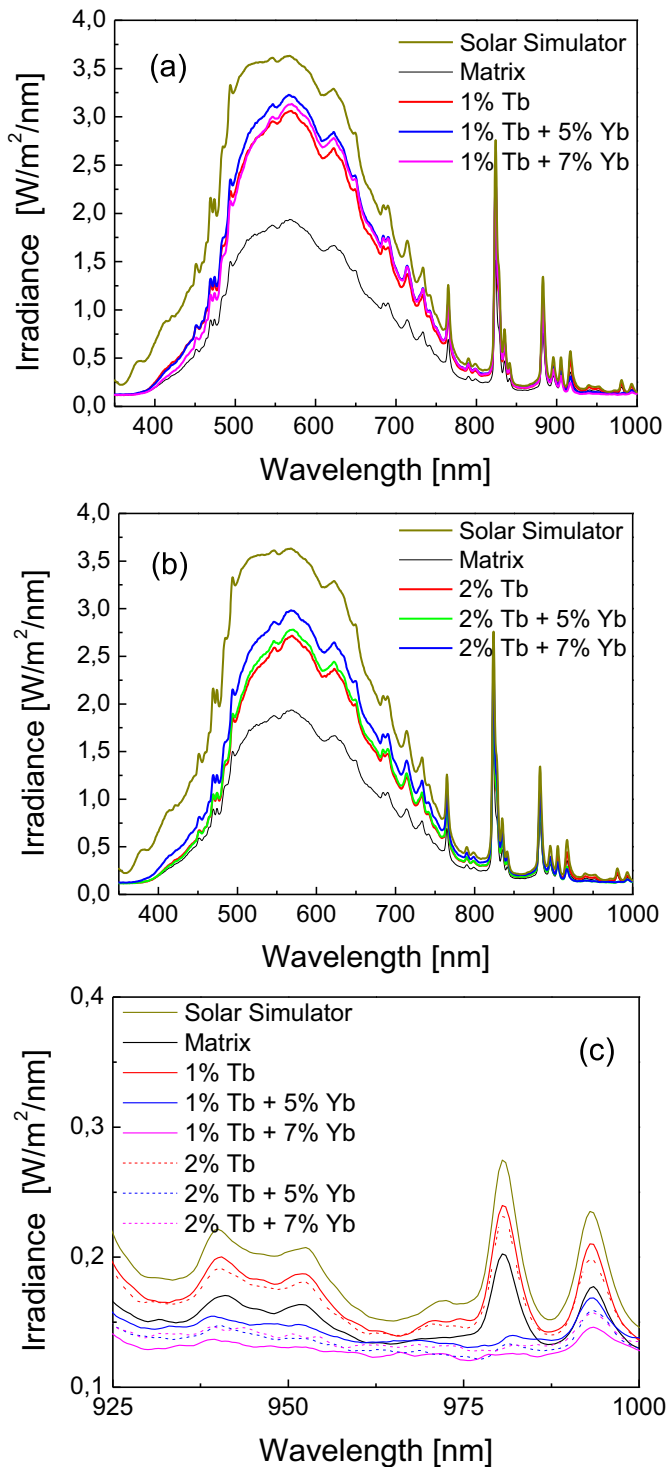 4,0
3,5
3,0
2,5
2,0
1,5
1,0
0,5
0,0
Irradiance [W/m²/nm]
(a)
Solar Simulator
Matrix
1% Tb
1% Tb + 5% Yb
1% Tb + 7% Yb
400 500 600 700 800 900 1000
Wavelength [nm]
4,0
3,5
3,0
2,5
2,0
1,5
1,0
0,5
0,0
Irradiance [W/m²/nm]
(b)
Solar Simulator
Matrix
2% Tb
2% Tb + 5% Yb
2% Tb + 7% Yb
400 500 600 700 800 900 1000
Wavelength [nm]
0,4
0,3
0,2
0,1
Irradiance [W/m²/nm]
Solar Simulator
Matrix
1% Tb
1% Tb + 5% Yb
1% Tb + 7% Yb
2% Tb
2% Tb + 5% Yb
2% Tb + 7% Yb
(c)
925 950 975 1000
Wavelength [nm]